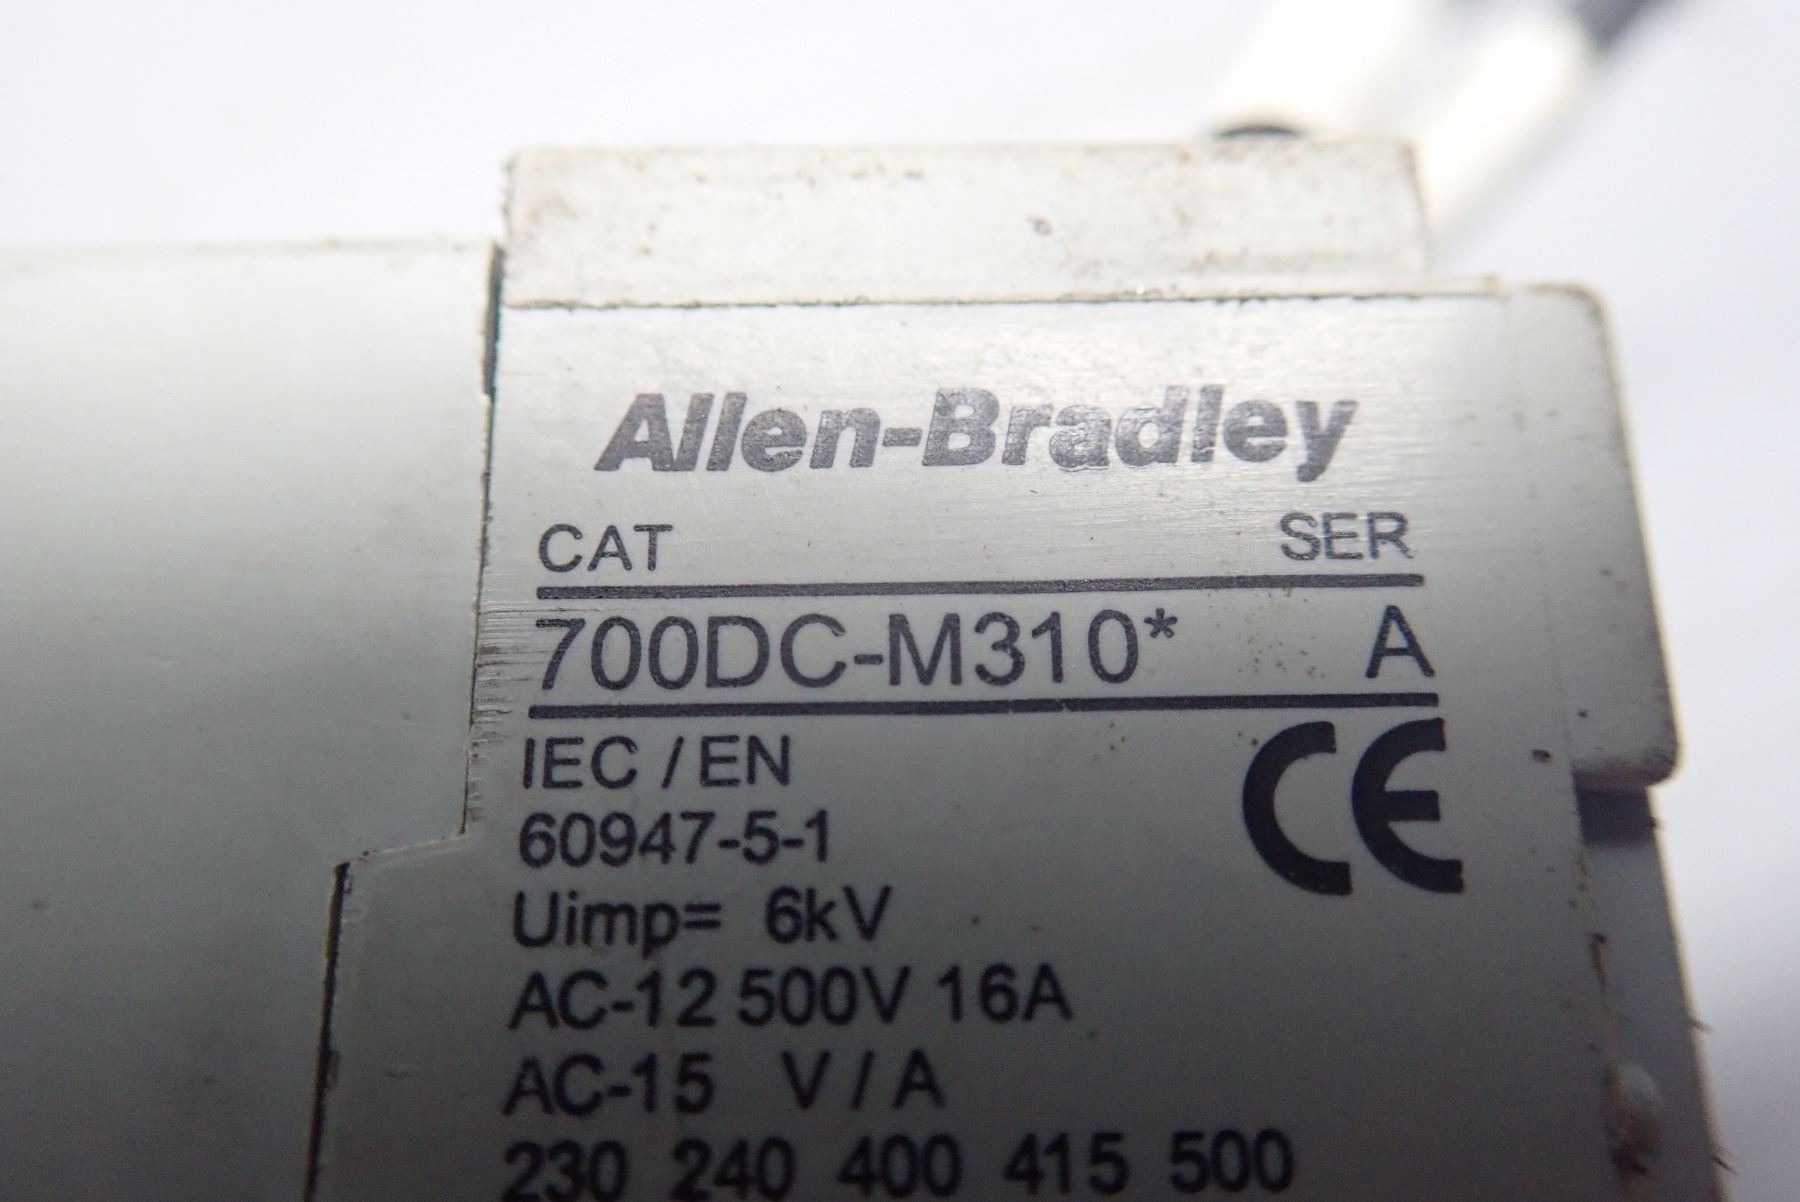 Allen-Bradley
CAT SER
700DC-M310* A
IEC / EN
60947-5-1
CE
Uimp= 6kV
AC-12 500V 16A
AC-15 V / A
230 240 400 415 500